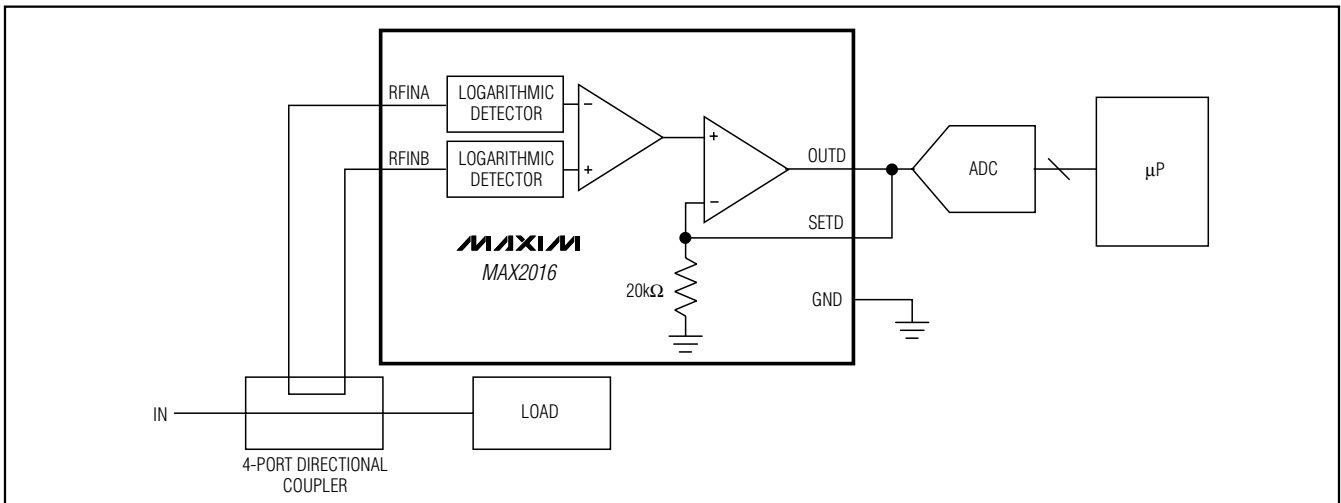 RFINA
LOGARITHMIC
DETECTOR
−
RFINB
LOGARITHMIC
DETECTOR
+
+
−
OUTD
SETD
ADC
μP
MAXIM
MAX2016
20kΩ
GND
IN
LOAD
4-PORT DIRECTIONAL
COUPLER